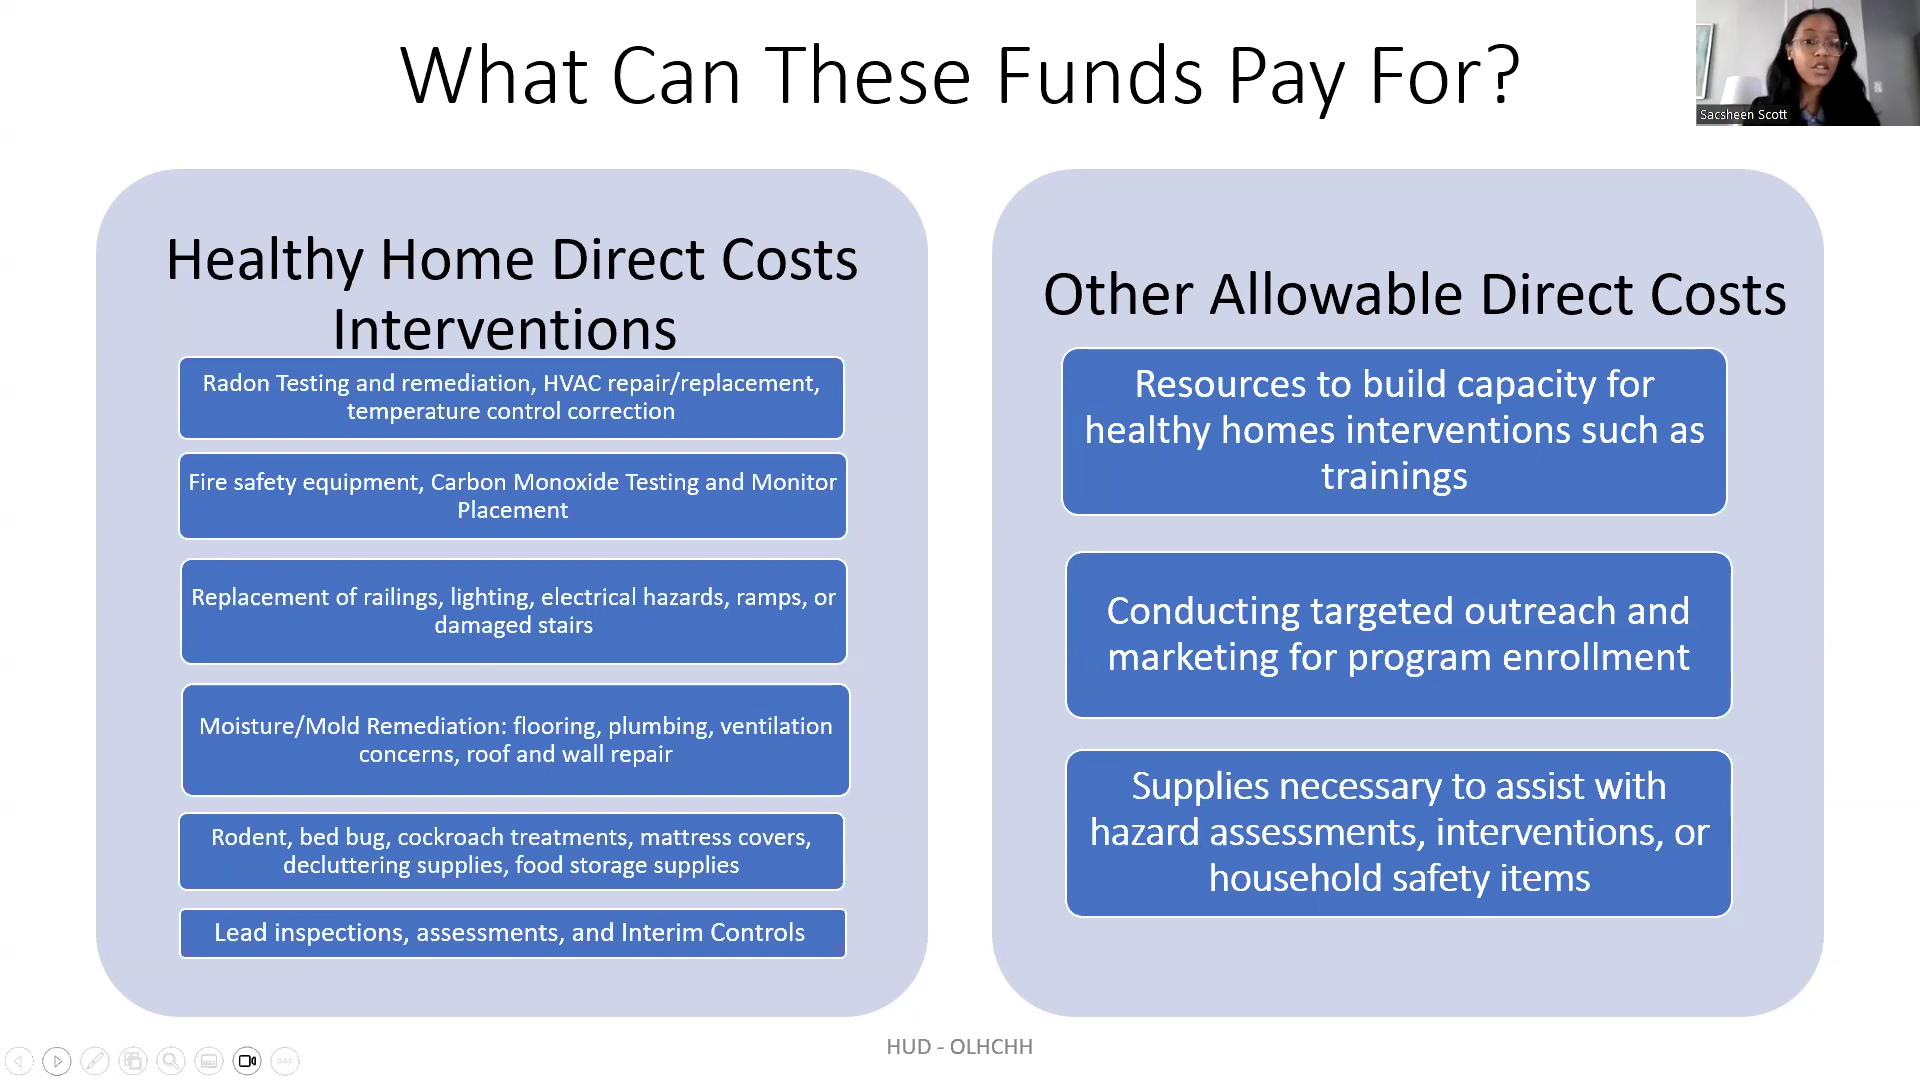 What Can These Funds Pay For?
Sacsheen Scott
Healthy Home Direct Costs
Interventions
Radon Testing and remediation, HVAC repair/replacement,
temperature control correction
Fire safety equipment, Carbon Monoxide Testing and Monitor
Placement
Replacement of railings, lighting, electrical hazards, ramps, or
damaged stairs
Moisture/Mold Remediation: flooring, plumbing, ventilation
concerns, roof and wall repair
Rodent, bed bug, cockroach treatments, mattress covers,
decluttering supplies, food storage supplies
Lead inspections, assessments, and Interim Controls
Other Allowable Direct Costs
Resources to build capacity for
healthy homes interventions such as
trainings
Conducting targeted outreach and
marketing for program enrollment
Supplies necessary to assist with
hazard assessments, interventions, or
household safety items
HUD - OLHCHH